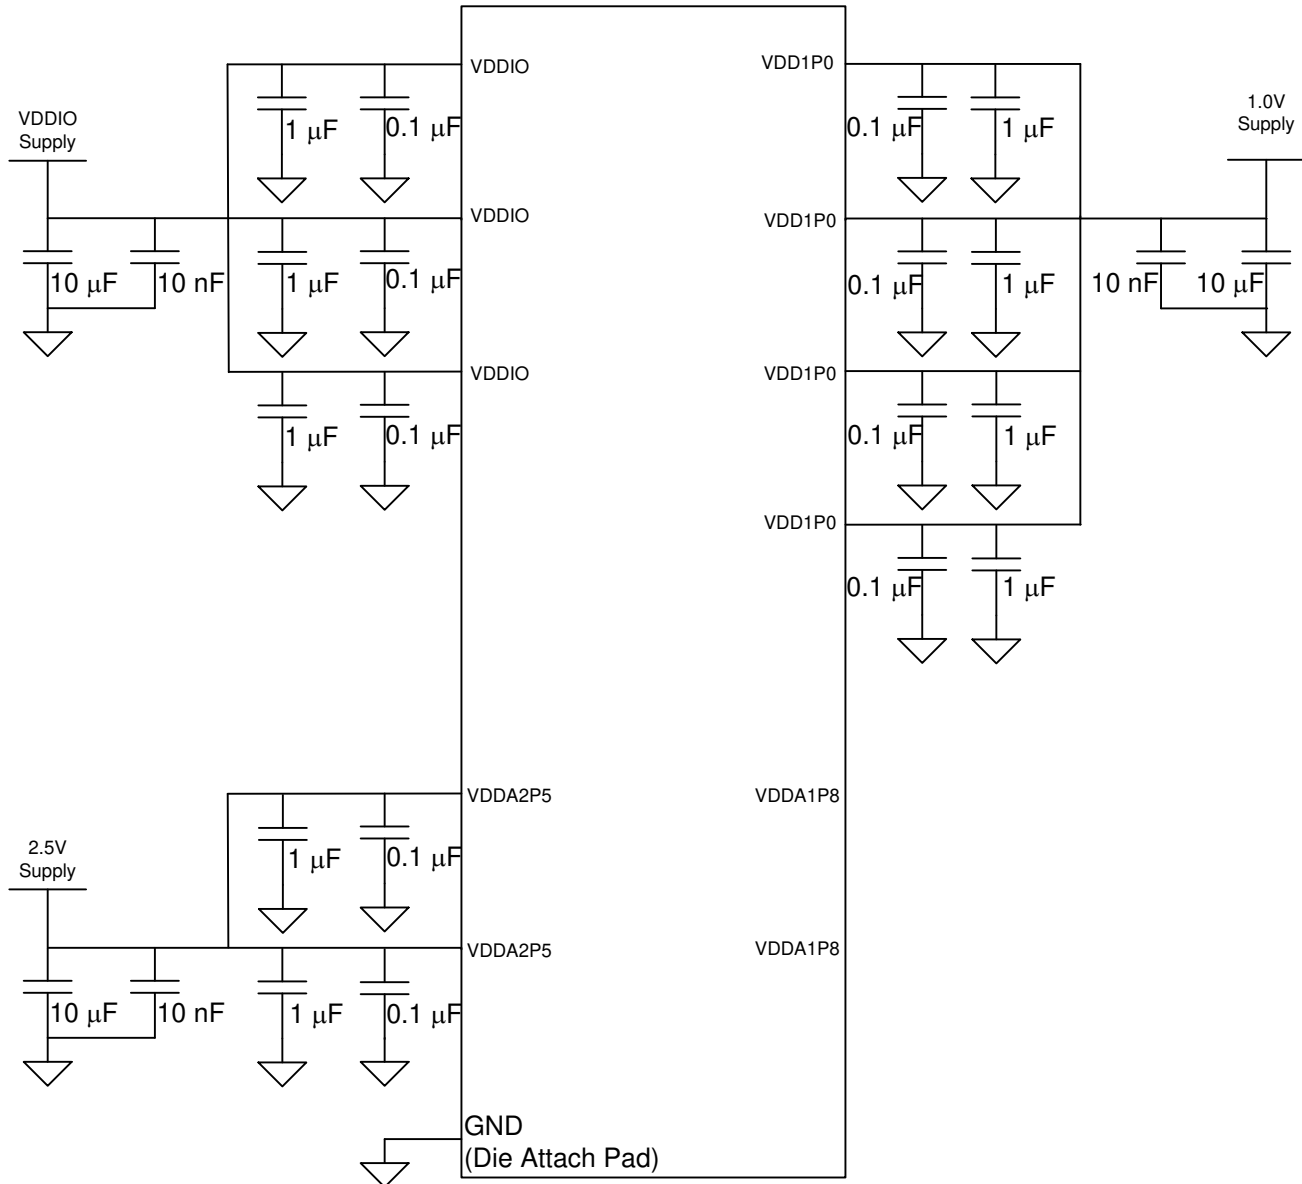 VDDIO
VDD1P0
VDDIO
Supply
1 μF
0.1 μF
0.1 μF
1 μF
1.0V
Supply
VDDIO
VDD1P0
10 μF
10 nF
1 μF
0.1 μF
0.1 μF
1 μF
10 nF
10 μF
VDDIO
VDD1P0
1 μF
0.1 μF
0.1 μF
1 μF
VDD1P0
0.1 μF
1 μF
VDDA2P5
VDDA1P8
2.5V
Supply
1 μF
0.1 μF
VDDA2P5
VDDA1P8
10 μF
10 nF
1 μF
0.1 μF
GND
(Die Attach Pad)